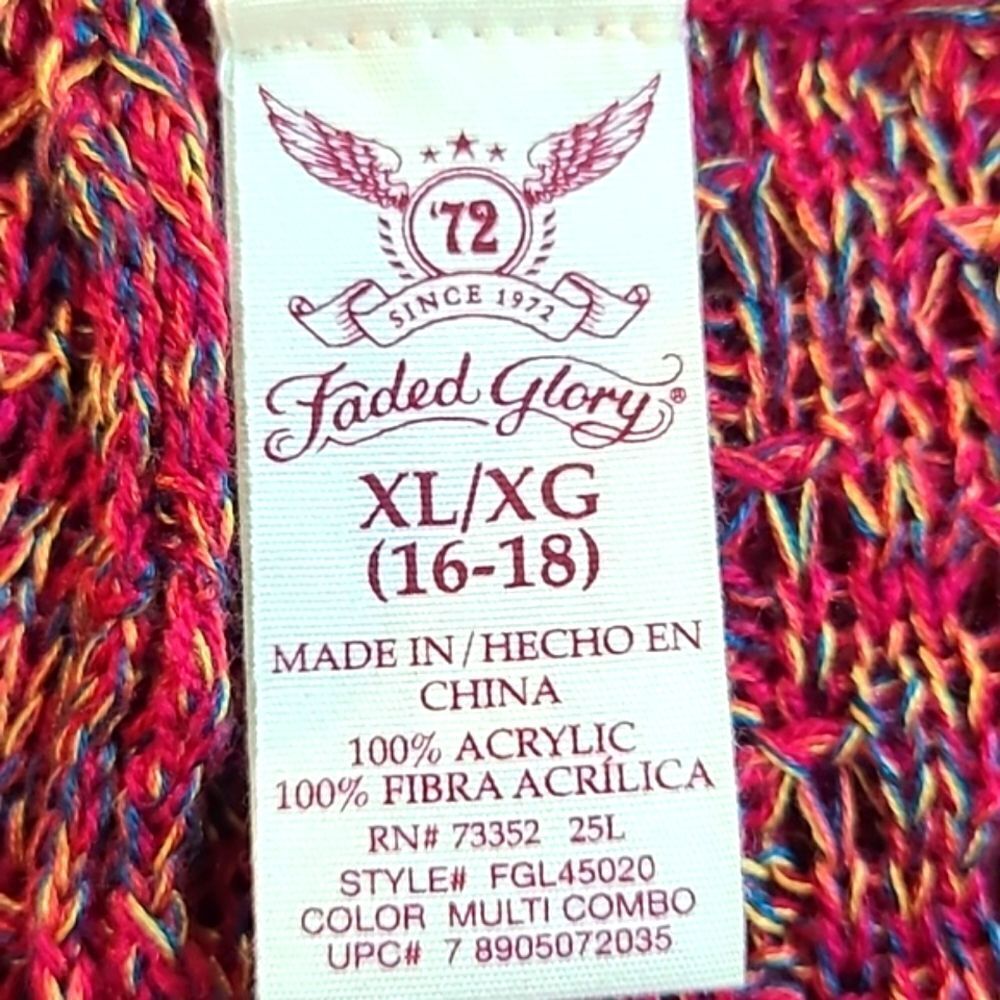 '72
SINCE 1972
Faded Glory®
XL/XG
(16-18)
MADE IN/HECHO EN
CHINA
100% ACRYLIC
100% FIBRA ACRÍLICA
RN# 73352 25L
STYLE# FGL45020
COLOR MULTI COMBO
UPC# 7 8905072035